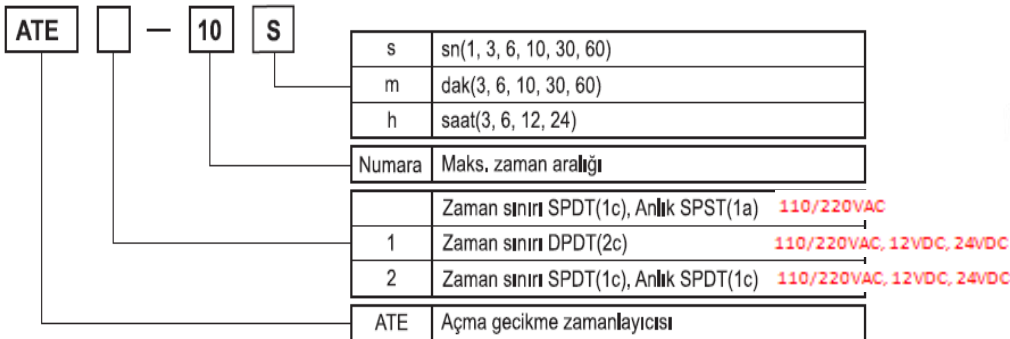 ATE — 10 S
s sn(1, 3, 6, 10, 30, 60)
m dak(3, 6, 10, 30, 60)
h saat(3, 6, 12, 24)
Numara Maks. zaman aralığı
Zaman sınırı SPDT(1c), Anlık SPST(1a) 110/220VAC
1 Zaman sınırı DPDT(2c) 110/220VAC, 12VDC, 24VDC
2 Zaman sınırı SPDT(1c), Anlık SPDT(1c) 110/220VAC, 12VDC, 24VDC
ATE Açma gecikme zamanlayıcısı